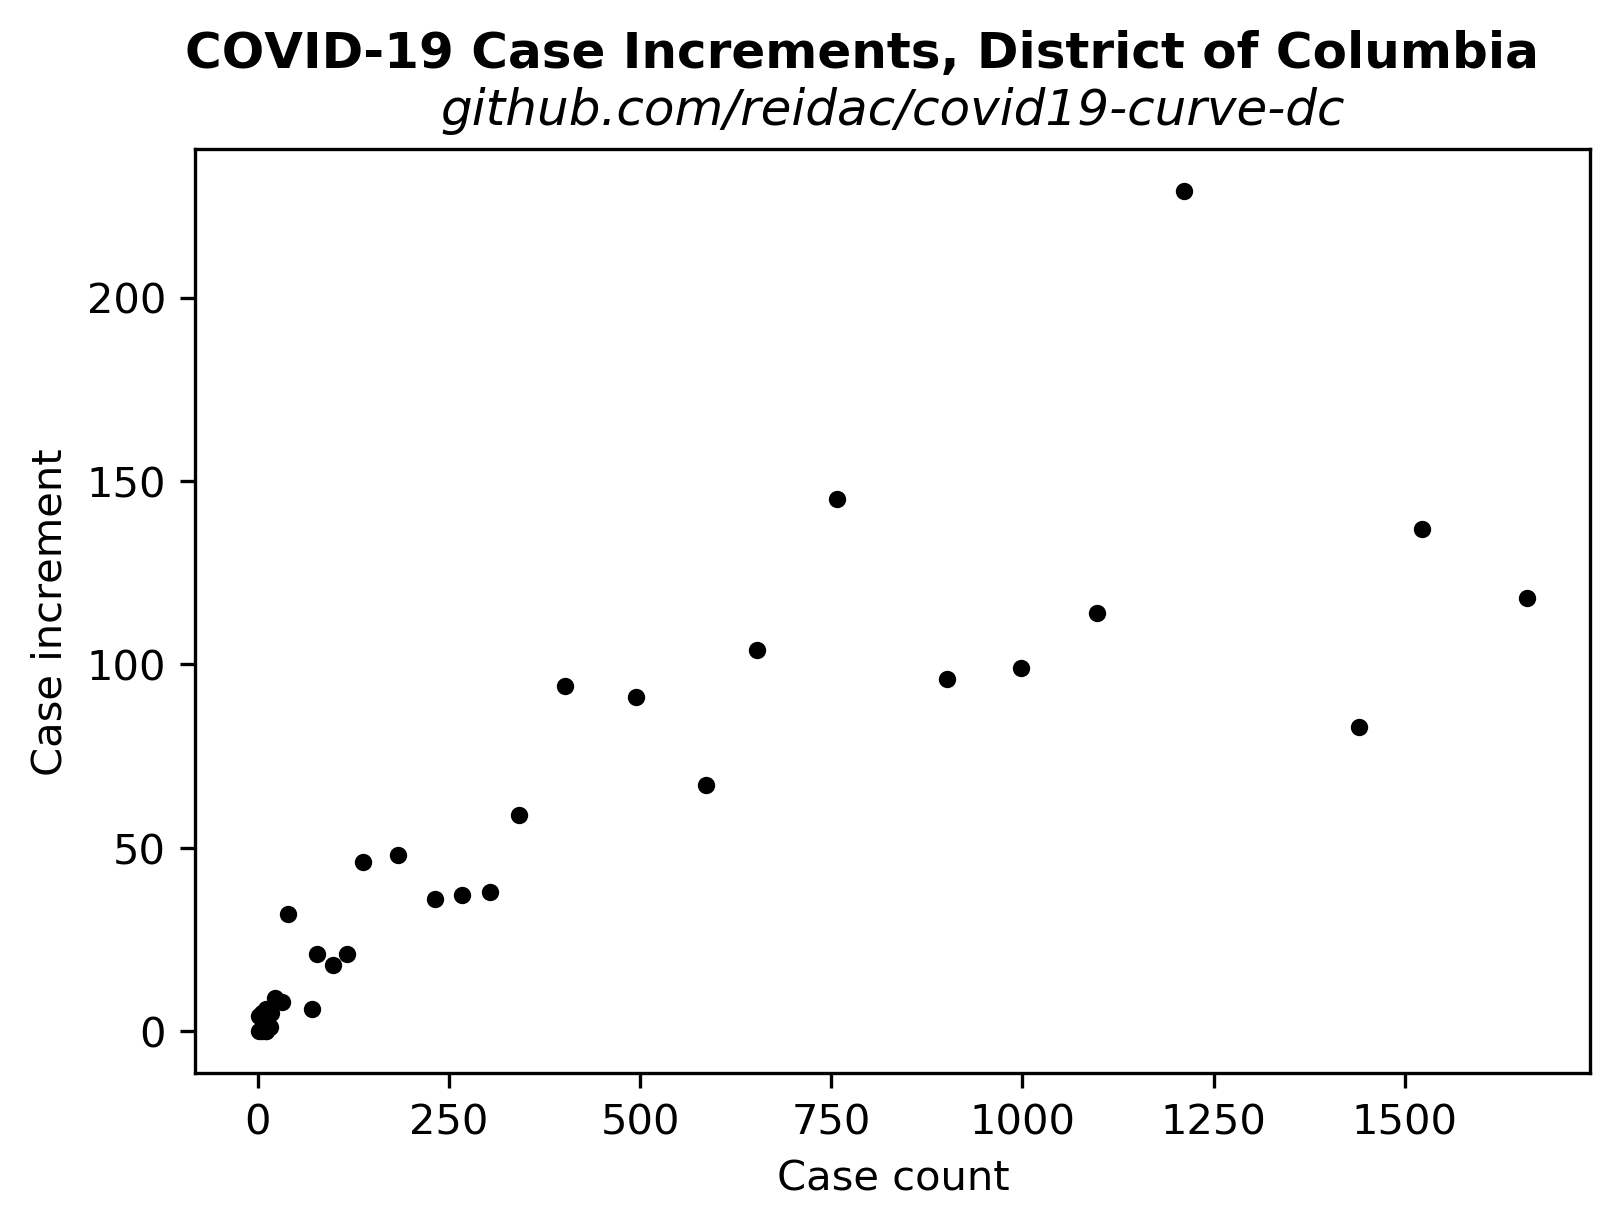 COVID-19 Case Increments, District of Columbia
github.com/reidac/covid19-curve-dc
Case increment
200
150
100
50
0
0 250 500 750 1000 1250 1500
Case count